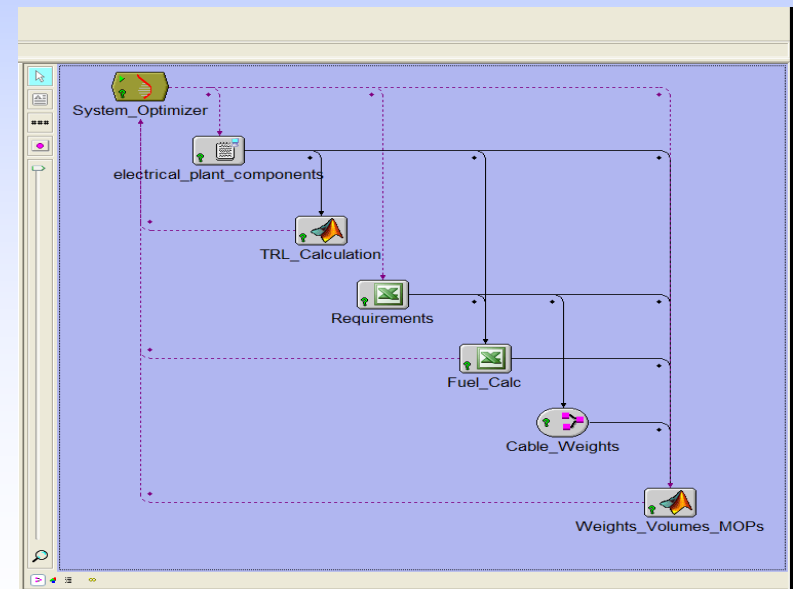 System_Optimizer
electrical_plant_components
TRL_Calculation
Requirements
Fuel_Calc
Cable_Weights
Weights_Volumes_MOPs